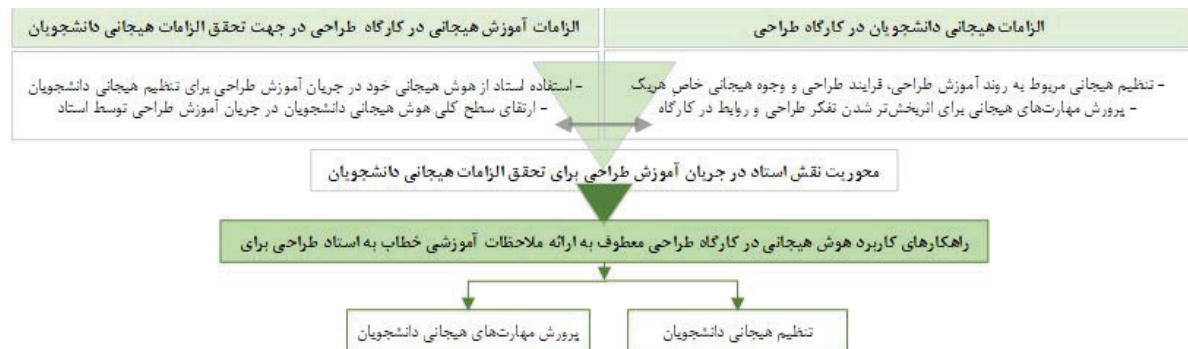 الزامات هیجانی دانشجویان در کارگاه طراحی
الزامات آموزش هیجانی در کارگاه طراحی در جهت تحقق الزامات هیجانی دانشجویان
- تنظیم هیجانی مربوط به روند آموزش طراحی، فرایند طراحی و وجوه هیجانی خاص هریک
- پرورش مهارت‌های هیجانی برای اثربخش‌تر شدن تفکر طراحی و روابط در کارگاه
- استفاده استاد از هوش هیجانی خود در جریان آموزش طراحی برای تنظیم هیجانی دانشجویان
- ارتقای سطح کلی هوش هیجانی دانشجویان در جریان آموزش طراحی توسط استاد
محوریت نقش استاد در جریان آموزش طراحی برای تحقق الزامات هیجانی دانشجویان
راهکارهای کاربرد هوش هیجانی در کارگاه طراحی معطوف به ارائه ملاحظات آموزشی خطاب به استاد طراحی برای
تنظیم هیجانی دانشجویان
پرورش مهارت‌های هیجانی دانشجویان